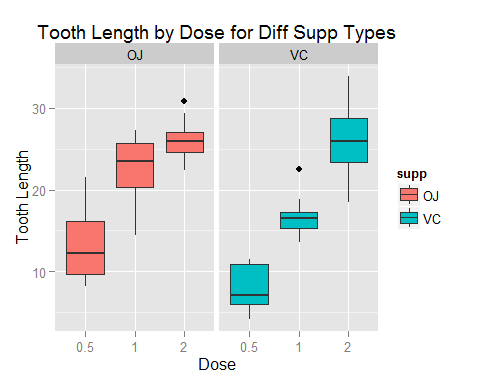 Tooth Length by Dose for Diff Supp Types
OJ VC
Tooth Length
30
20
10
0.5 1 2 0.5 1 2
Dose
supp
OJ
VC